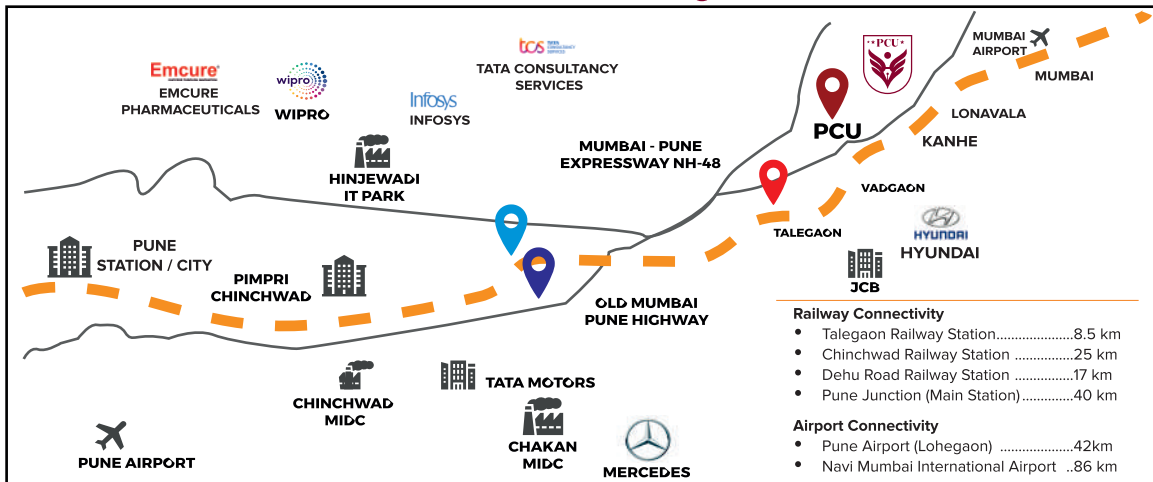 Emcure®
EMCURE
PHARMACEUTICALS
wipro
WIPRO
Infosys
INFOSYS
tcs TATA
CONSULTANCY
SERVICES
TATA CONSULTANCY
SERVICES
HINJEWADI
IT PARK
MUMBAI - PUNE
EXPRESSWAY NH-48
PCU
PCU
MUMBAI
AIRPORT
MUMBAI
LONAVALA
KANHE
VADGAON
TALEGAON
HYUNDAI
HYUNDAI
JCB
PUNE
STATION / CITY
PIMPRI
CHINCHWAD
OLD MUMBAI
PUNE HIGHWAY
CHINCHWAD
MIDC
TATA MOTORS
CHAKAN
MIDC
MERCEDES
PUNE AIRPORT
Railway Connectivity
• Talegaon Railway Station.....................8.5 km
• Chinchwad Railway Station ................25 km
• Dehu Road Railway Station ................17 km
• Pune Junction (Main Station)..............40 km
Airport Connectivity
• Pune Airport (Lohegaon) ....................42km
• Navi Mumbai International Airport ..86 km